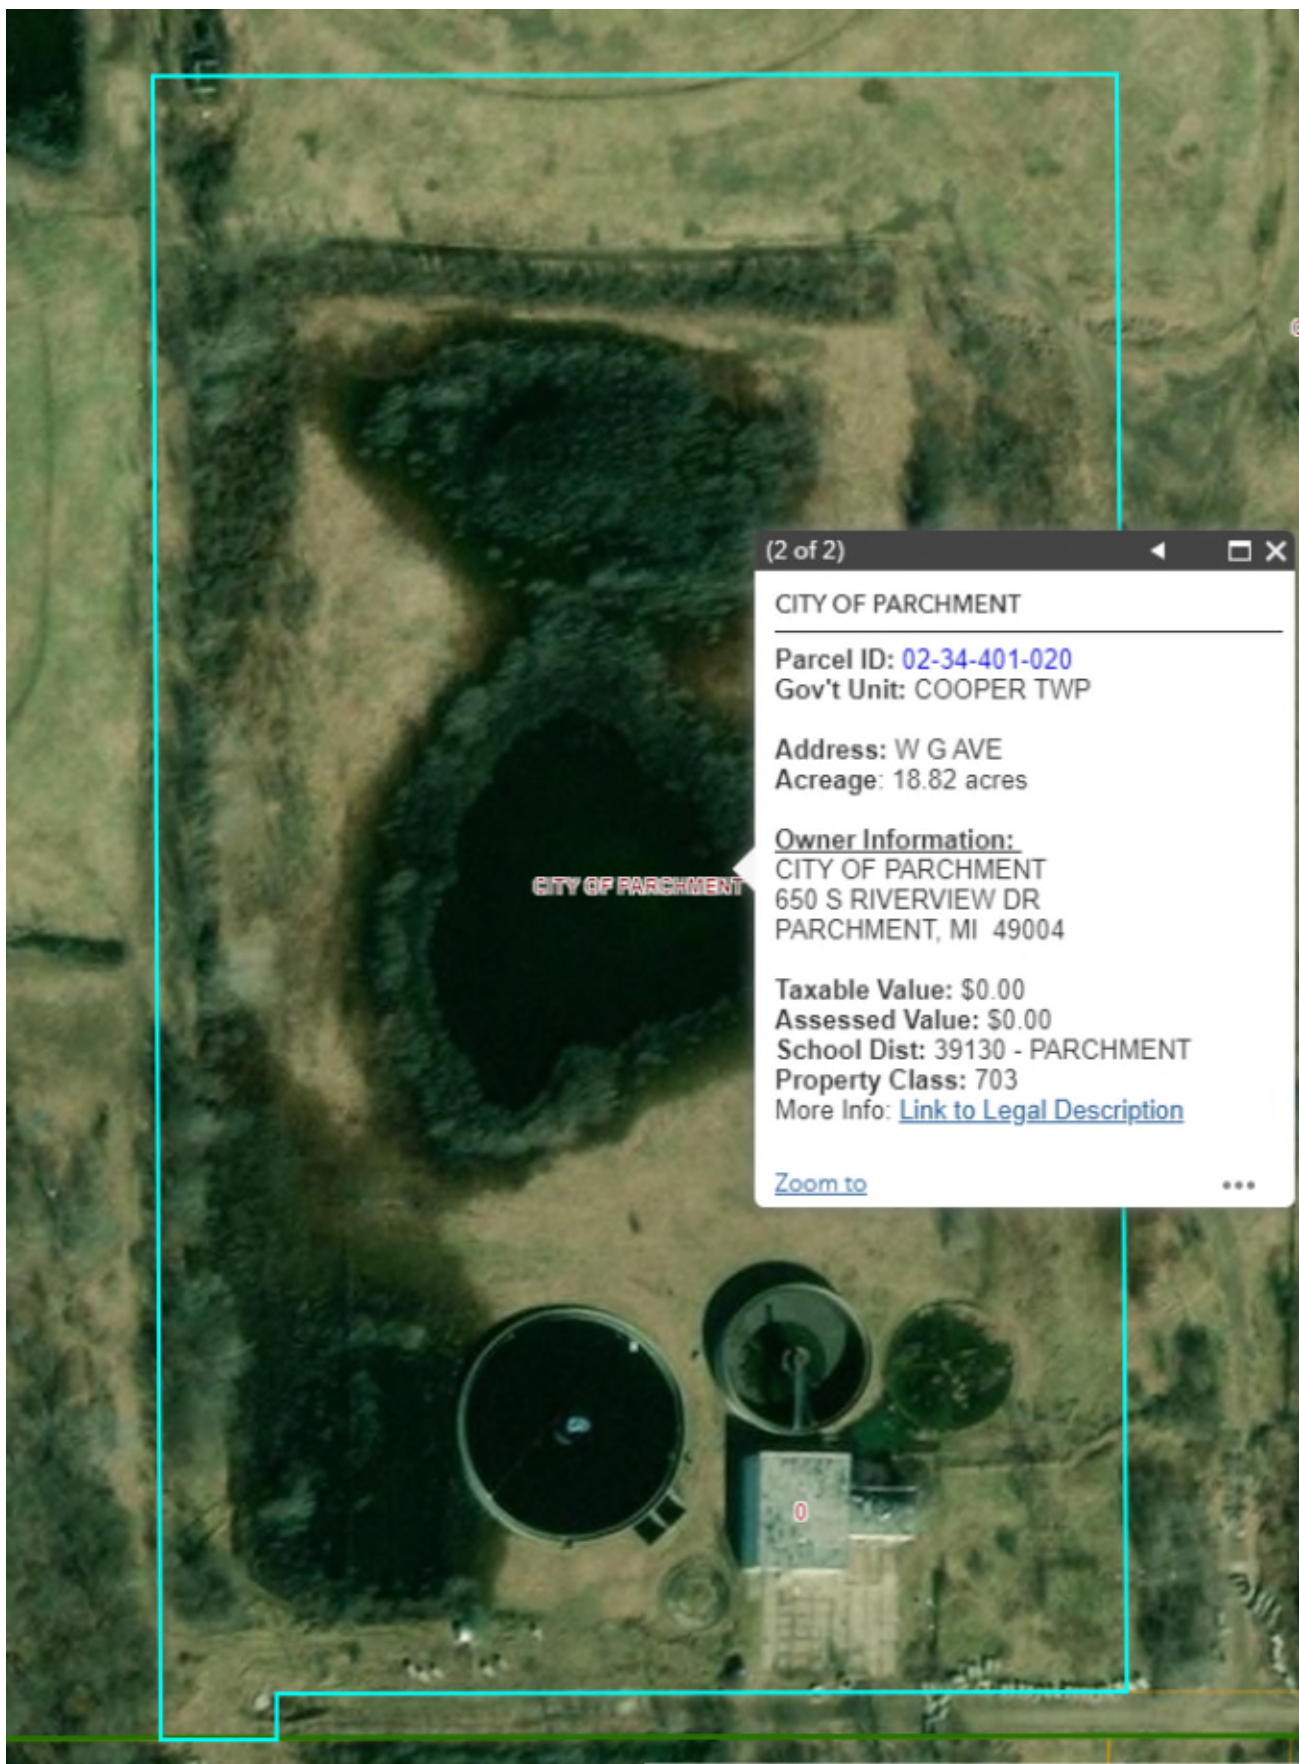 (2 of 2)
CITY OF PARCHMENT
Parcel ID: 02-34-401-020
Gov't Unit: COOPER TWP
Address: W G AVE
Acreage: 18.82 acres
CITY OF PARCHMENT
Owner Information:
CITY OF PARCHMENT
650 S RIVERVIEW DR
PARCHMENT, MI 49004
Taxable Value: $0.00
Assessed Value: $0.00
School Dist: 39130 - PARCHMENT
Property Class: 703
More Info: Link to Legal Description
Zoom to
0